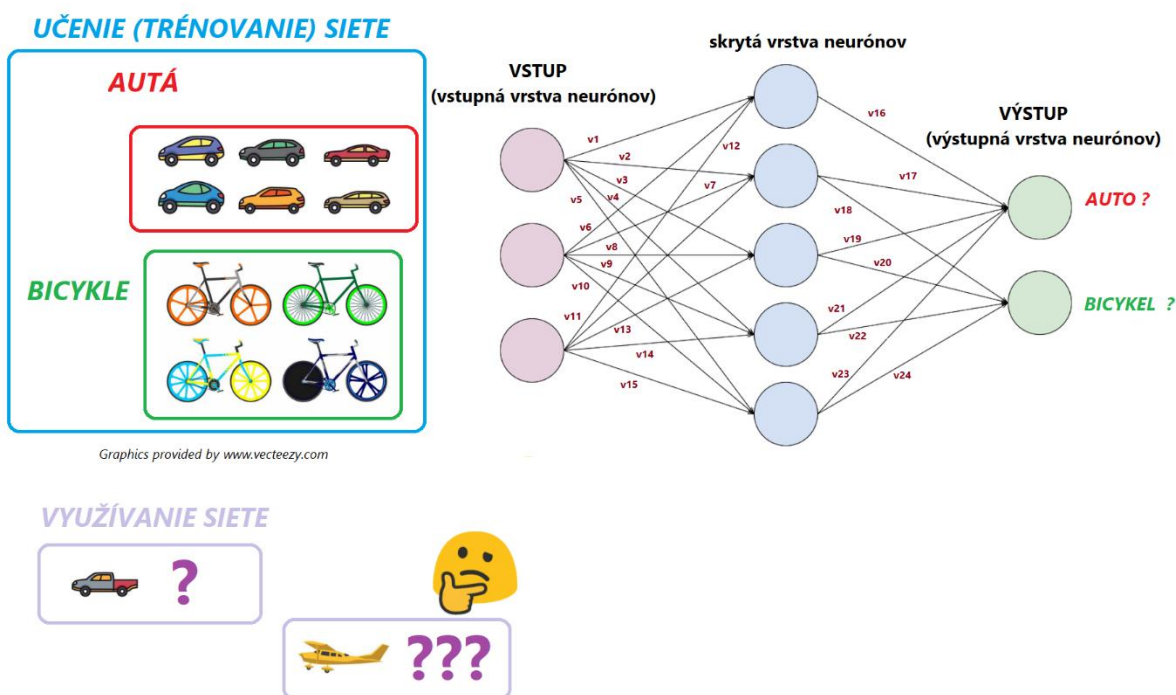 UČENIE (TRÉNOVANIE) SIETE
AUTÁ
BICYKLE
Graphics provided by www.vecteezy.com
VSTUP
(vstupná vrstva neurónov)
skrytá vrstva neurónov
VÝSTUP
(výstupná vrstva neurónov)
v1
v2
v3
v4
v5
v6
v7
v8
v9
v10
v11
v12
v13
v14
v15
v16
v17
v18
v19
v20
v21
v22
v23
v24
AUTO ?
BICYKEL ?
VYUŽÍVANIE SIETE
?
???